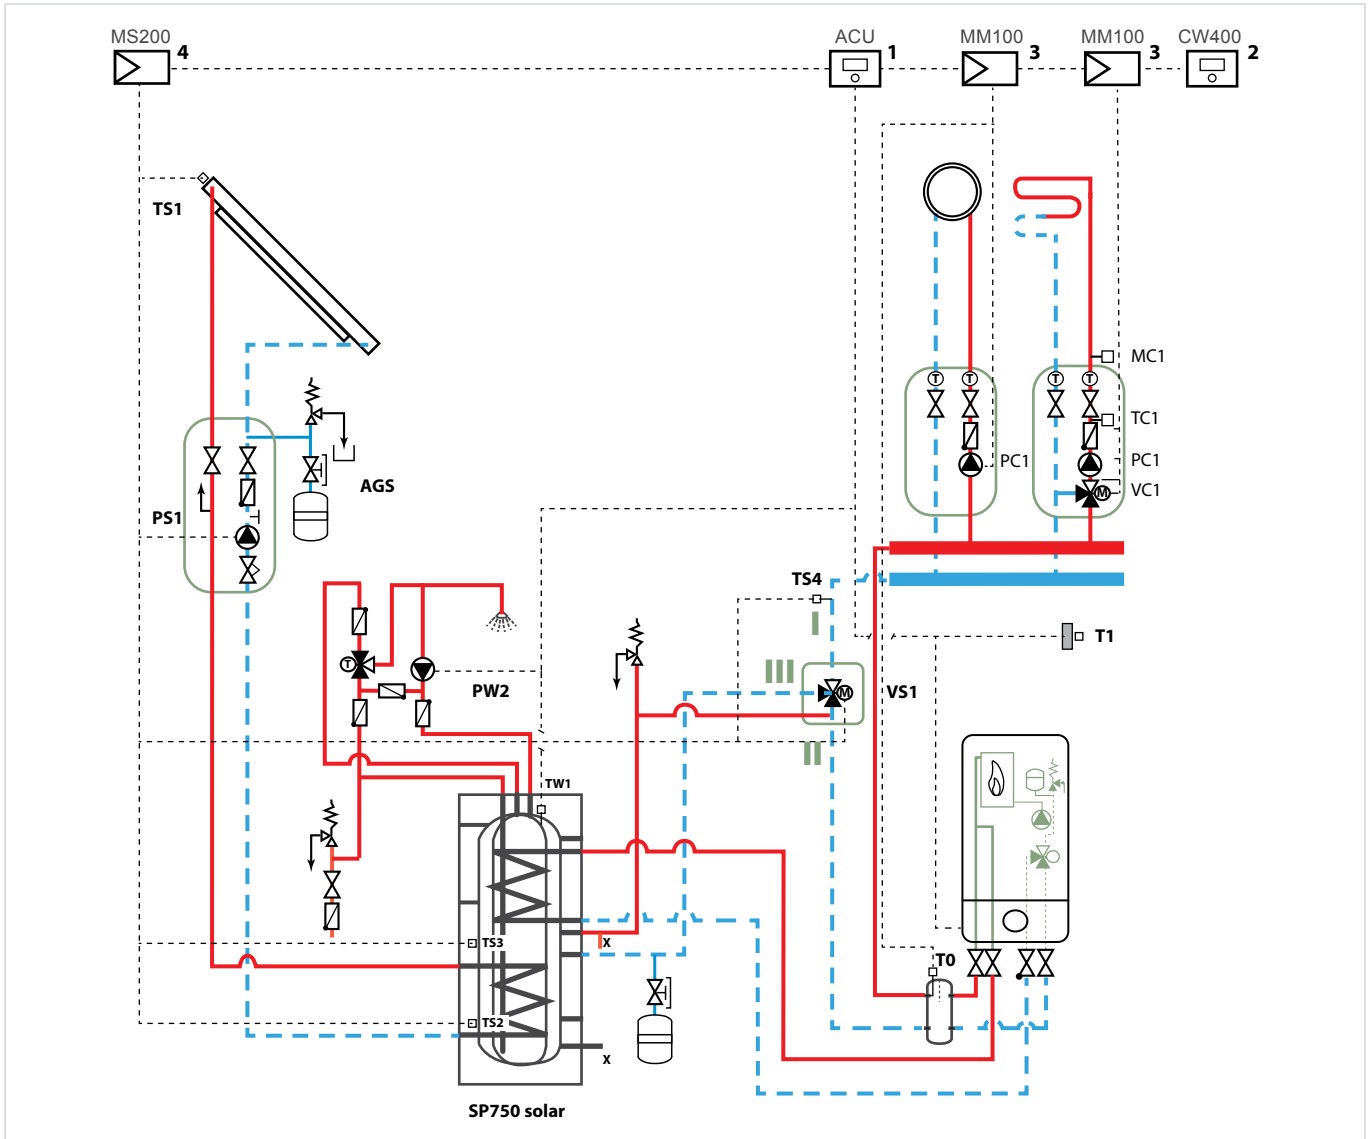 MS200 4 ACU 1 MM100 3 MM100 3 CW400 2
TS1
T T T T
MC1
TC1
PC1 PC1
M VC1
AGS
PS1
TS4
I
T1
T
PW2
III
M
VS1
II
TW1
TS3
x
T0
TS2
x
SP750 solar